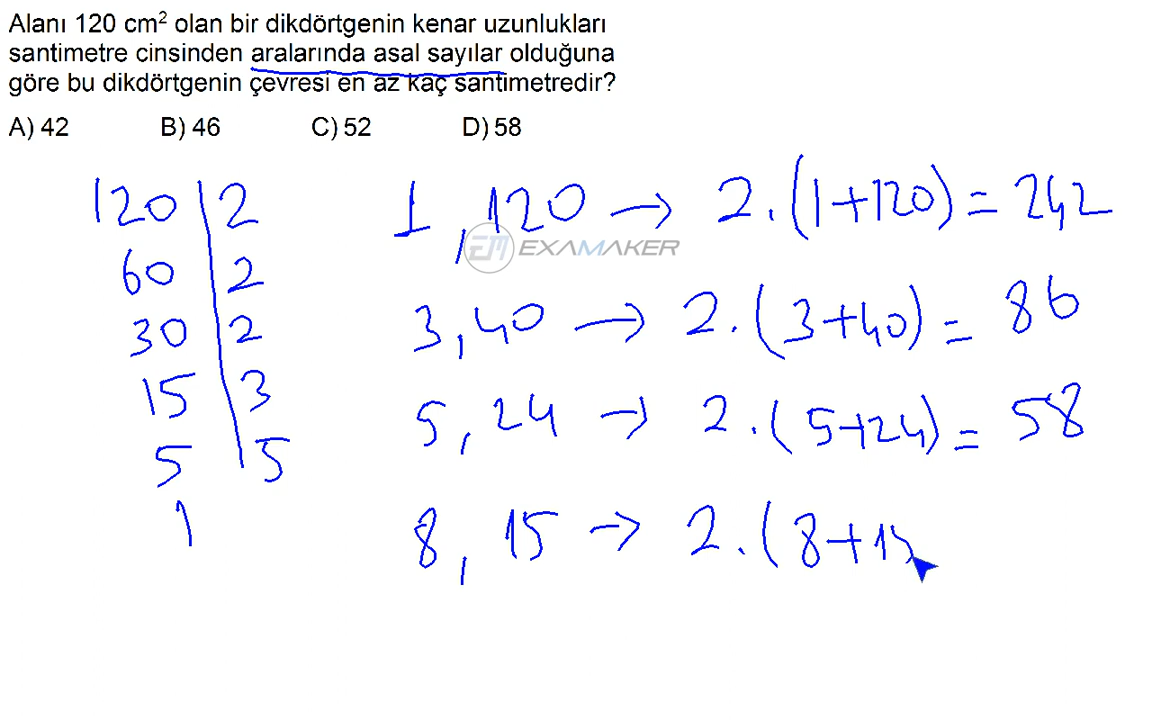 Alanı 120 cm² olan bir dikdörtgenin kenar uzunlukları
santimetre cinsinden aralarında asal sayılar olduğuna
göre bu dikdörtgenin çevresi en az kaç santimetredir?
A) 42 B) 46 C) 52 D) 58
120 | 2
60 | 2
30 | 2
15 | 3
5 | 5
1
1, 120 → 2.(1+120) = 242
EM EXAMAKER
3, 40 → 2.(3+40) = 86
5, 24 → 2.(5+24) = 58
8, 15 → 2.(8+15